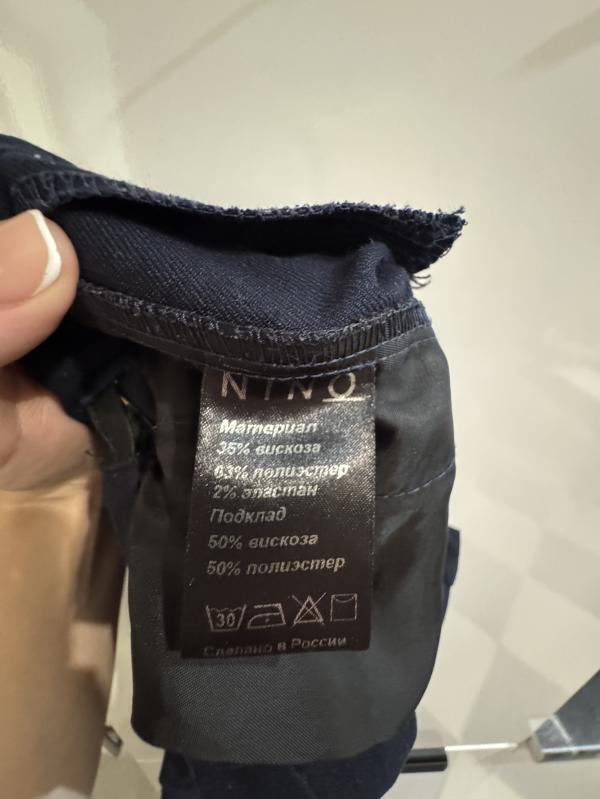 NINO
Материал
35% вискоза
63% полиэстер
2% эластан
Подклад
50% вискоза
50% полиэстер
30
Сделано в России